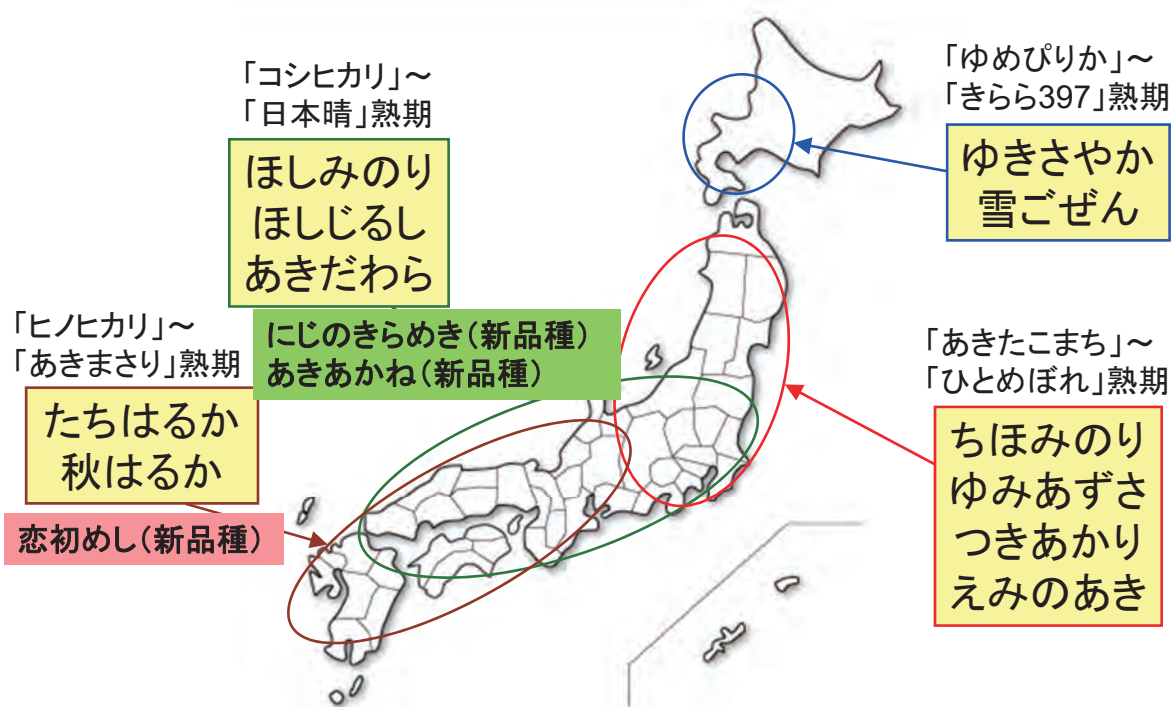 「コシヒカリ」～
「日本晴」熟期
ほしみのり
ほしじるし
あきだわら
にじのきらめき(新品種)
あきあかね(新品種)
「ヒノヒカリ」～
「あきまさり」熟期
たちはるか
秋はるか
恋初めし(新品種)
「ゆめぴりか」～
「きらら397」熟期
ゆきさやか
雪ごぜん
「あきたこまち」～
「ひとめぼれ」熟期
ちほみのり
ゆみあずさ
つきあかり
えみのあき